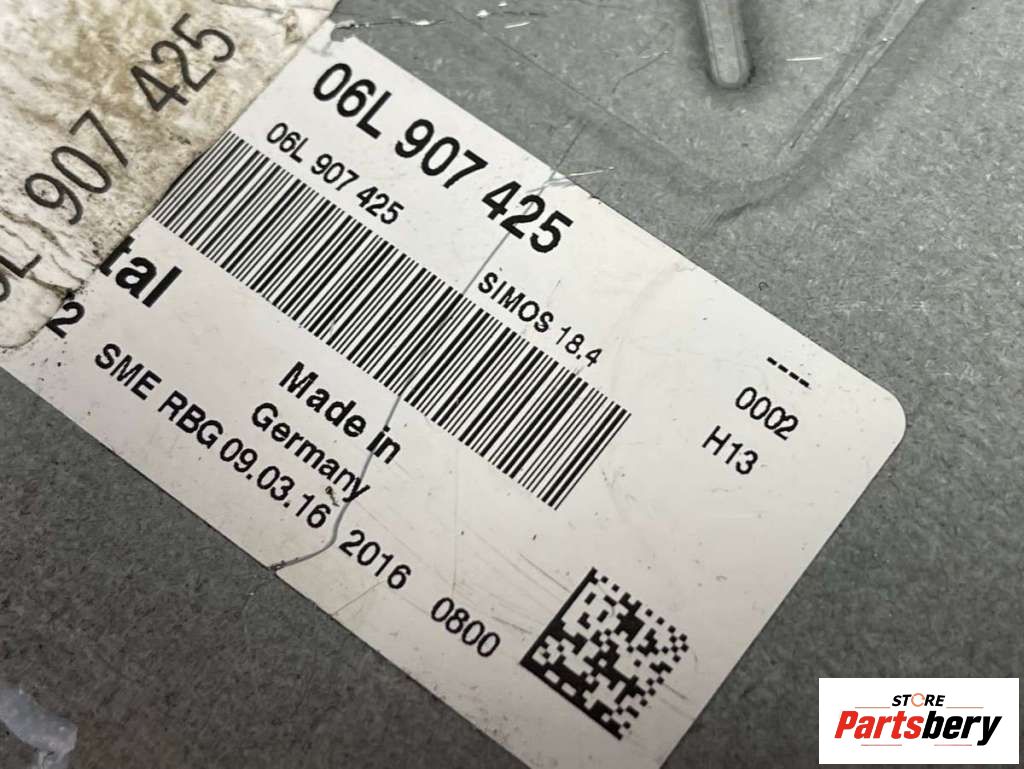 907 425
06L 907 425
06L 907 425
SIMOS 18.4
----
0002
H13
tal
2
Made in
Germany
SME RBG 09.03.16 2016 0800
STORE
Partsbery